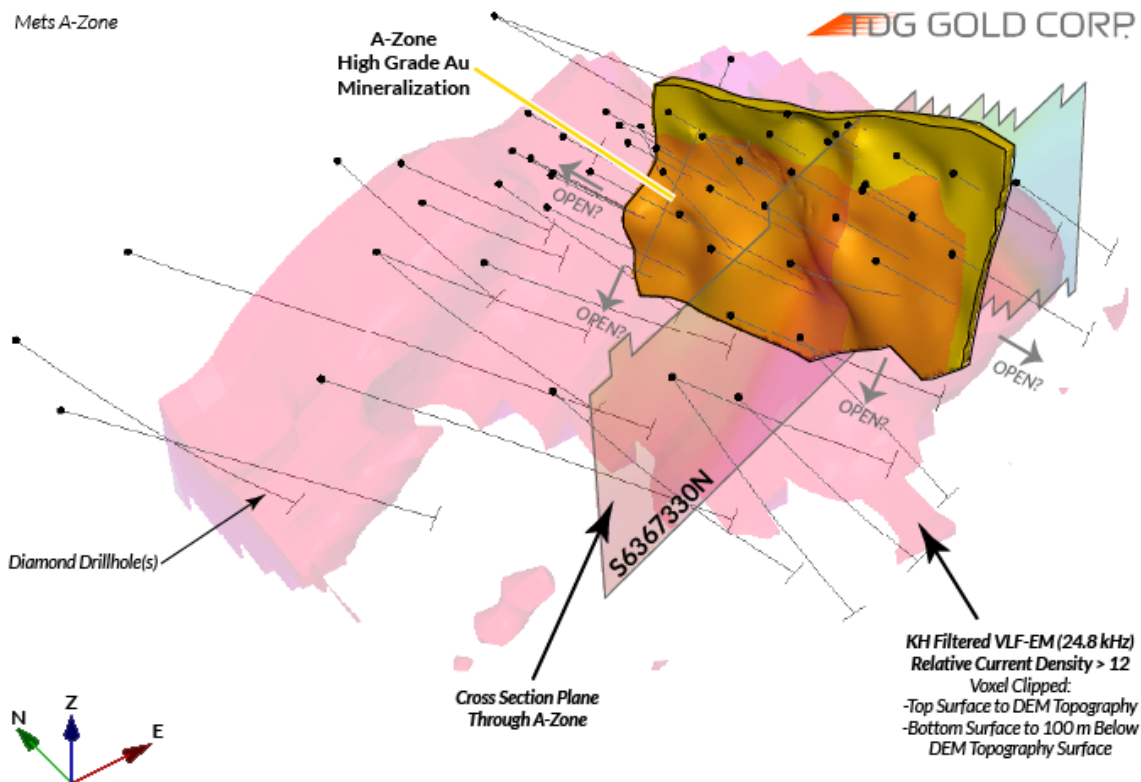 Mets A-Zone
TDG GOLD CORP.
A-Zone
High Grade Au
Mineralization
OPEN?
OPEN?
OPEN?
OPEN?
S6367330N
Diamond Drillhole(s)
Cross Section Plane
Through A-Zone
KH Filtered VLF-EM (24.8 kHz)
Relative Current Density > 12
Voxel Clipped:
-Top Surface to DEM Topography
-Bottom Surface to 100 m Below
DEM Topography Surface
N
Z
E